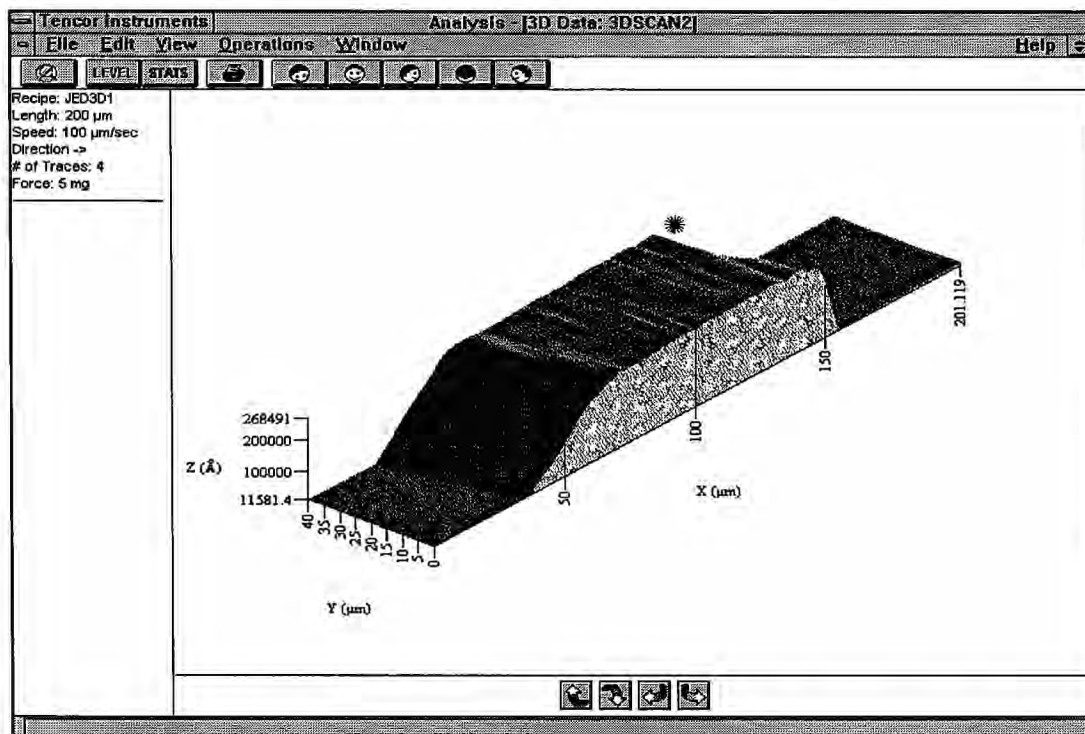 Tencor Instruments
Analysis - [3D Data: 3DSCAN2]
File Edit View Operations Window Help
LEVEL STATS
Recipe: JED3D1
Length: 200 µm
Speed: 100 µm/sec
Direction ->
# of Traces: 4
Force: 5 mg
201.119
150
100
50
X (µm)
268491
200000
100000
11581.4
Z (Å)
40
35
30
25
20
15
10
5
0
Y (µm)